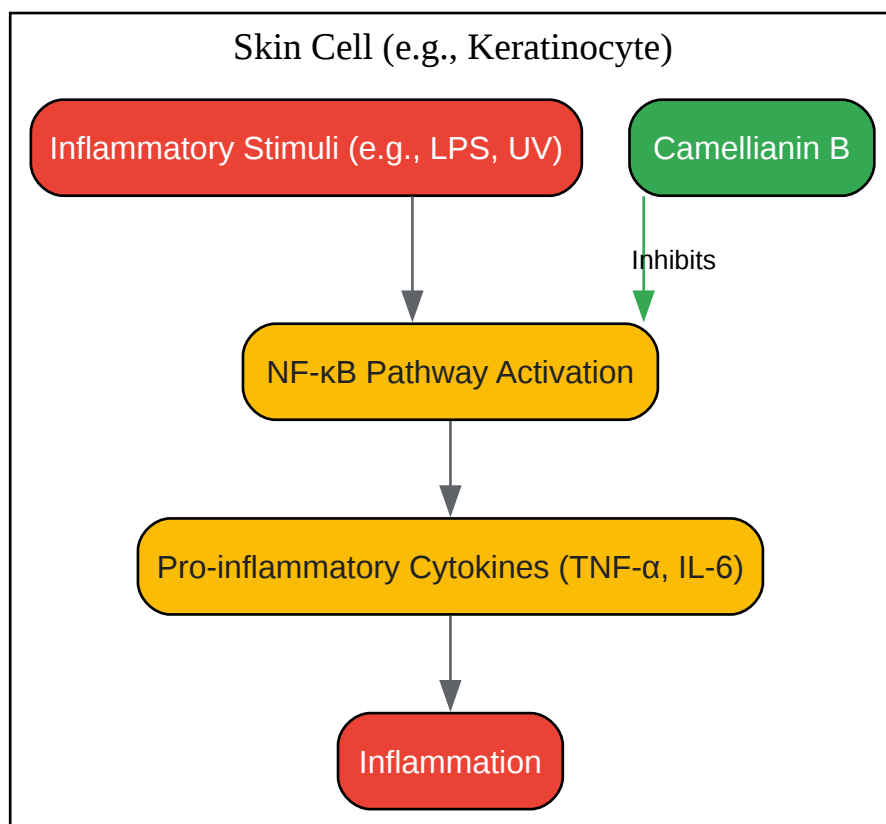 Skin Cell (e.g., Keratinocyte)
Inflammatory Stimuli (e.g., LPS, UV)
Camellianin B
Inhibits
NF-κB Pathway Activation
Pro-inflammatory Cytokines (TNF-α, IL-6)
Inflammation